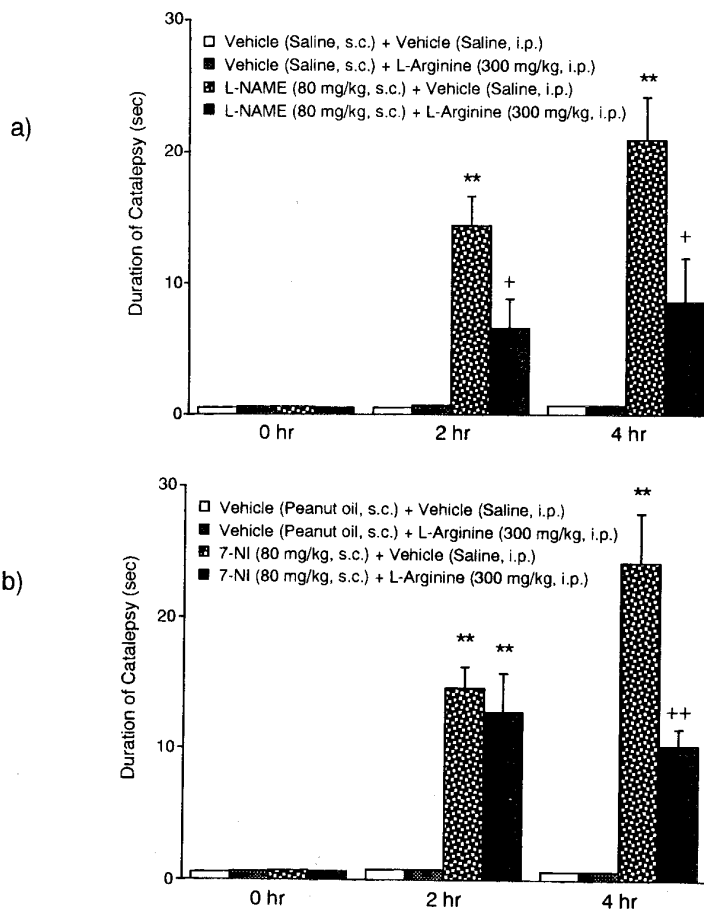 a)
Duration of Catalepsy (sec)
30
20
10
0
Vehicle (Saline, s.c.) + Vehicle (Saline, i.p.)
Vehicle (Saline, s.c.) + L-Arginine (300 mg/kg, i.p.)
L-NAME (80 mg/kg, s.c.) + Vehicle (Saline, i.p.)
L-NAME (80 mg/kg, s.c.) + L-Arginine (300 mg/kg, i.p.)
**
+
**
+
0 hr 2 hr 4 hr
b)
Duration of Catalepsy (sec)
30
20
10
0
Vehicle (Peanut oil, s.c.) + Vehicle (Saline, i.p.)
Vehicle (Peanut oil, s.c.) + L-Arginine (300 mg/kg, i.p.)
7-NI (80 mg/kg, s.c.) + Vehicle (Saline, i.p.)
7-NI (80 mg/kg, s.c.) + L-Arginine (300 mg/kg, i.p.)
** **
**
++
0 hr 2 hr 4 hr